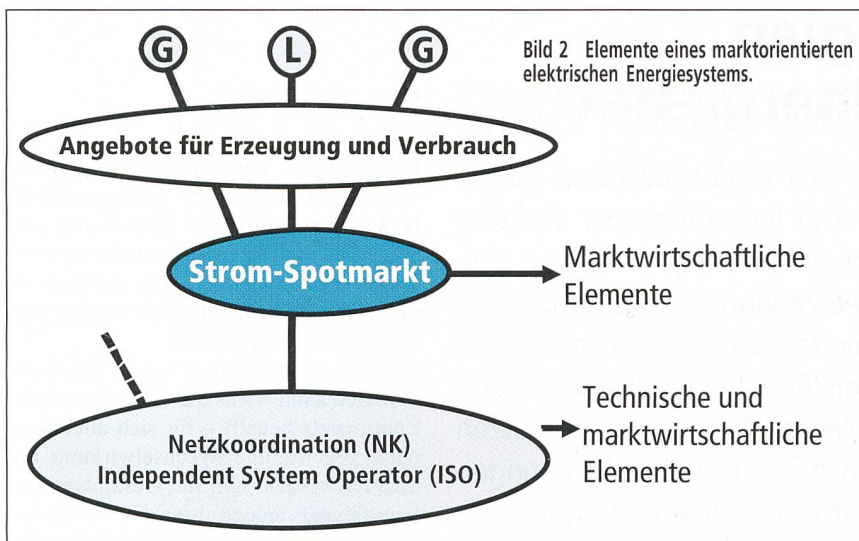 G
L
G
Bild 2 Elemente eines marktorientierten
elektrischen Energiesystems.
Angebote für Erzeugung und Verbrauch
Strom-Spotmarkt
Marktwirtschaftliche
Elemente
Netzkoordination (NK)
Independent System Operator (ISO)
Technische und
marktwirtschaftliche
Elemente